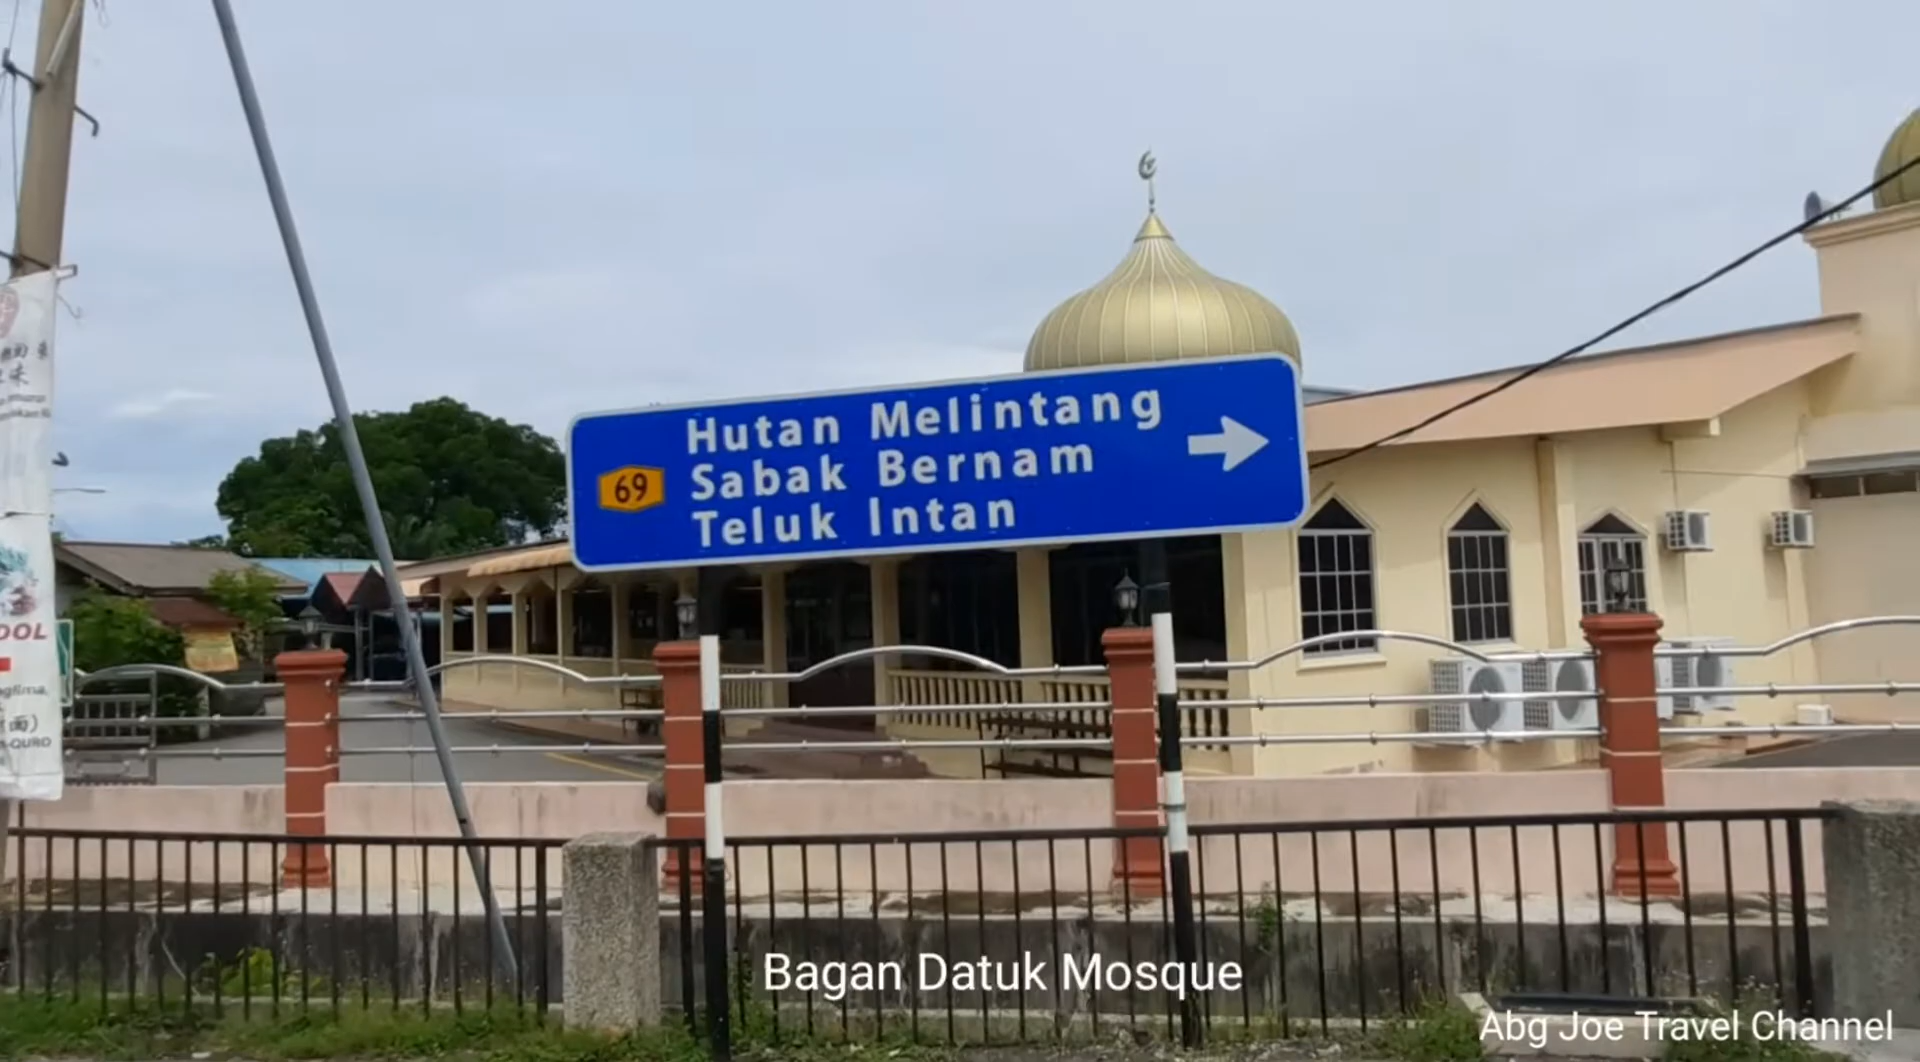 69
Hutan Melintang
Sabak Bernam
Teluk Intan
Bagan Datuk Mosque
Abg Joe Travel Channel